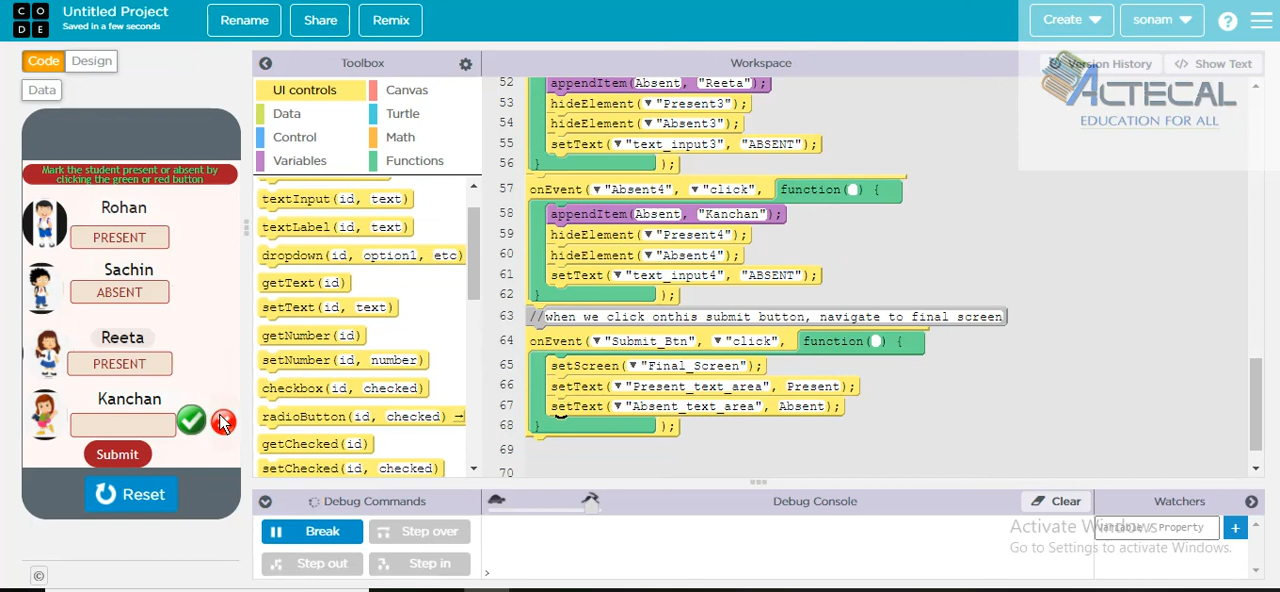 C O
D E
Untitled Project
Saved in a few seconds
Rename
Share
Remix
Create
sonam
?
Code
Design
Data
Toolbox
Workspace
Version History
</> Show Text
ACTECAL
EDUCATION FOR ALL
UI controls
Canvas
Data
Turtle
Control
Math
Variables
Functions
textInput(id, text)
textLabel(id, text)
dropdown(id, option1, etc)
getText(id)
setText(id, text)
getNumber(id)
setNumber(id, number)
checkbox(id, checked)
radioButton(id, checked)
getChecked(id)
setChecked(id, checked)
Mark the student present or absent by
clicking the green or red button
Rohan
PRESENT
Sachin
ABSENT
Reeta
PRESENT
Kanchan
Submit
Reset
©
52 appendItem(Absent, "Reeta");
53 hideElement(▼"Present3");
54 hideElement(▼"Absent3");
55 setText(▼"text_input3", "ABSENT");
56 } );
57 onEvent(▼"Absent4", ▼"click", function( ) {
58 appendItem(Absent, "Kanchan");
59 hideElement(▼"Present4");
60 hideElement(▼"Absent4");
61 setText(▼"text_input4", "ABSENT");
62 } );
63 //when we click onthis submit button, navigate to final screen
64 onEvent(▼"Submit_Btn", ▼"click", function( ) {
65 setScreen(▼"Final_Screen");
66 setText(▼"Present_text_area", Present);
67 setText(▼"Absent_text_area", Absent);
68 } );
69
70
Debug Commands
Debug Console
Clear
Watchers
Break
Step over
Step out
Step in
>
Variable / Property
+
Activate Windows
Go to Settings to activate Windows.